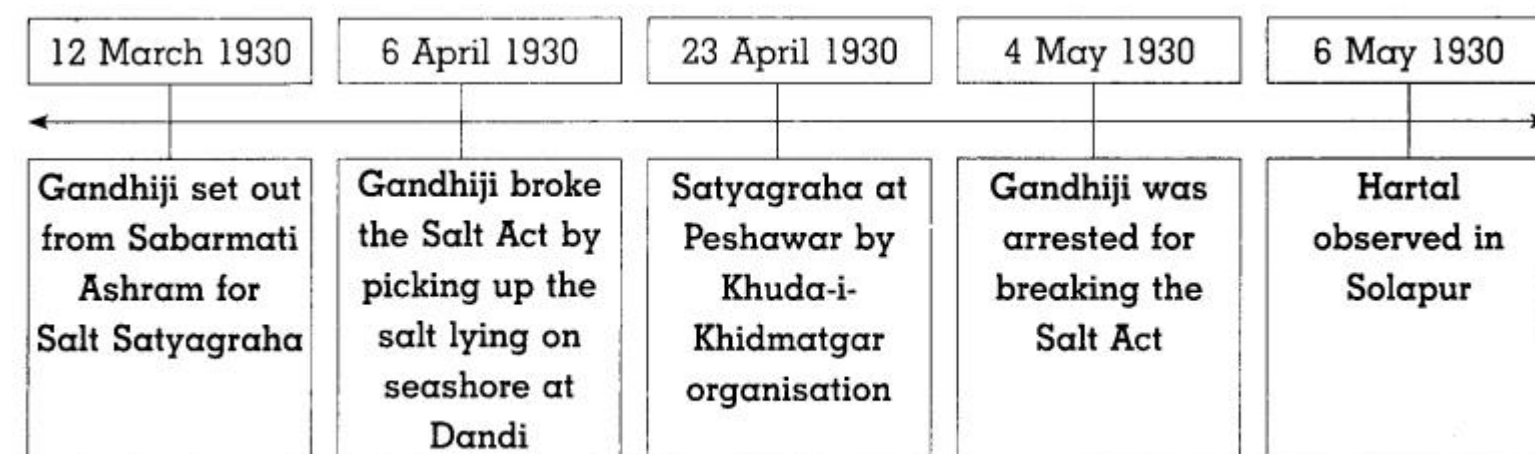 12 March 1930
6 April 1930
23 April 1930
4 May 1930
6 May 1930
Gandhiji set out
from Sabarmati
Ashram for
Salt Satyagraha
Gandhiji broke
the Salt Act by
picking up the
salt lying on
seashore at
Dandi
Satyagraha at
Peshawar by
Khuda-i-
Khidmatgar
organisation
Gandhiji was
arrested for
breaking the
Salt Act
Hartal
observed in
Solapur